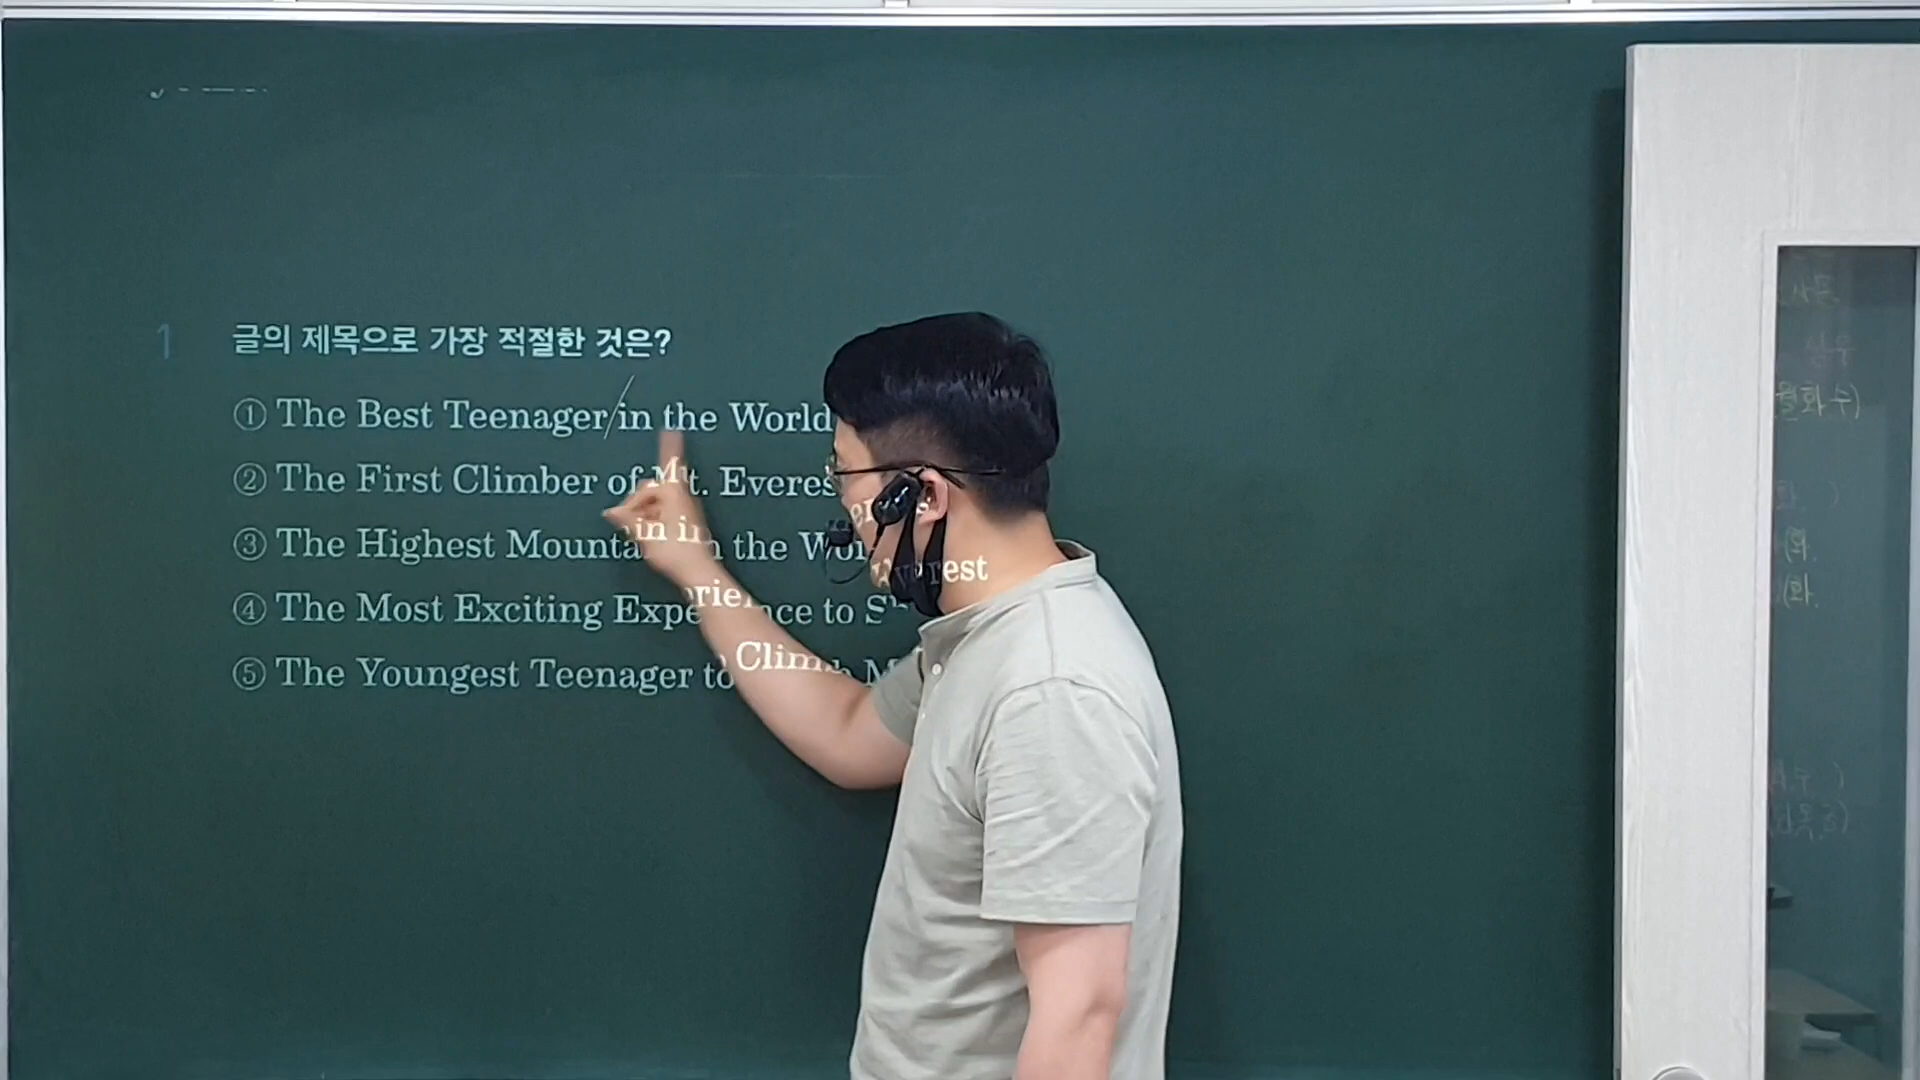 1 글의 제목으로 가장 적절한 것은?
① The Best Teenager in the World
② The First Climber of Mt. Everest
③ The Highest Mountain in the World
④ The Most Exciting Experience to
⑤ The Youngest Teenager to Climb